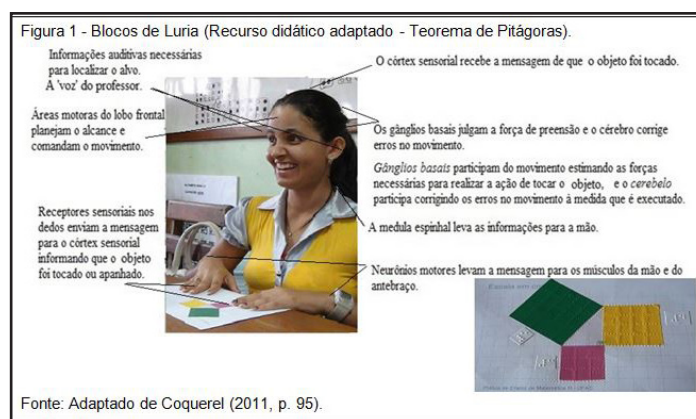 Figura 1 - Blocos de Luria (Recurso didático adaptado - Teorema de Pitágoras).
Informações auditivas necessárias
para localizar o alvo.
A 'voz' do professor.
O córtex sensorial recebe a mensagem de que o objeto foi tocado.
Áreas motoras do lobo frontal
planejam o alcance e
comandam o movimento.
Os gânglios basais julgam a força de preensão e o cérebro corrige
erros no movimento.
Gânglios basais participam do movimento estimando as forças
necessárias para realizar a ação de tocar o objeto, e o cerebelo
participa corrigindo os erros no movimento à medida que é executado.
Receptores sensoriais nos
dedos enviam a mensagem
para o córtex sensorial
informando que o objeto
foi tocado ou apanhado.
A medula espinhal leva as informações para a mão.
Neurônios motores levam a mensagem para os músculos da mão e do
antebraço.
Fonte: Adaptado de Coquerel (2011, p. 95).